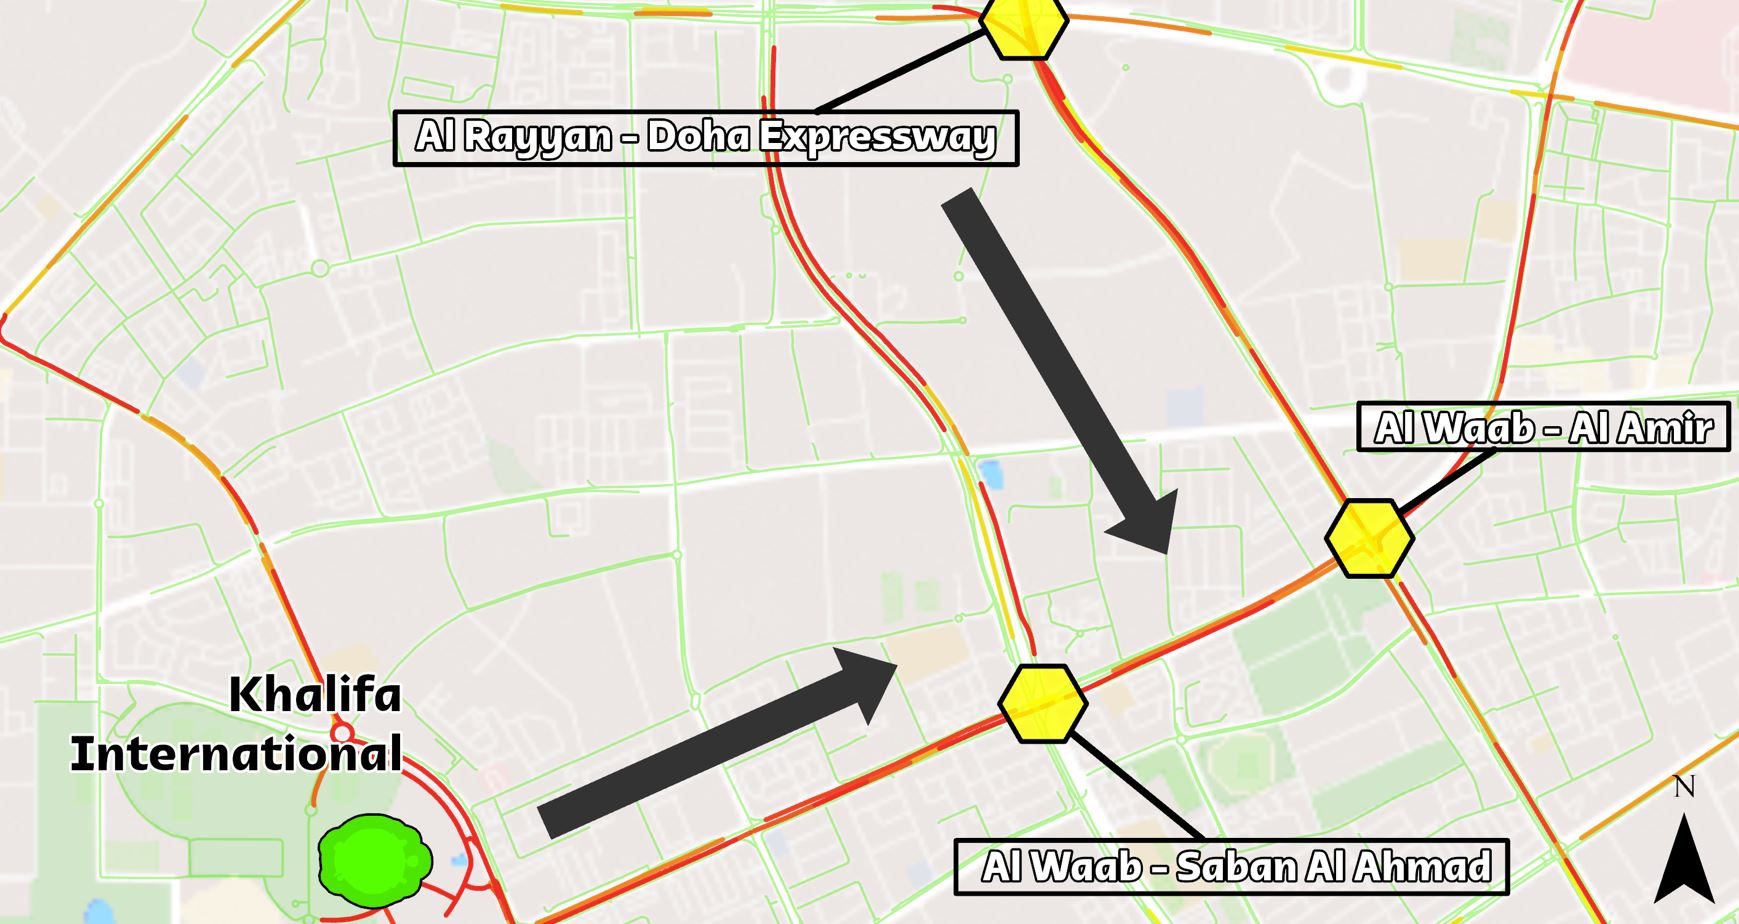 Al Rayyan - Doha Expressway
Al Waab - Al Amir
Khalifa
International
N
Al Waab - Saban Al Ahmad